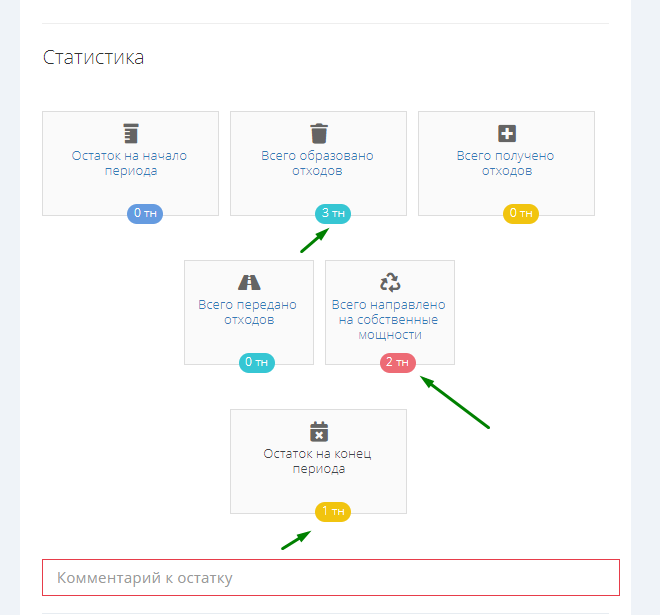 Статистика
Остаток на начало
периода
0 тн
Всего образовано
отходов
3 тн
Всего получено
отходов
0 тн
Всего передано
отходов
0 тн
Всего направлено
на собственные
мощности
2 тн
Остаток на конец
периода
1 тн
Комментарий к остатку